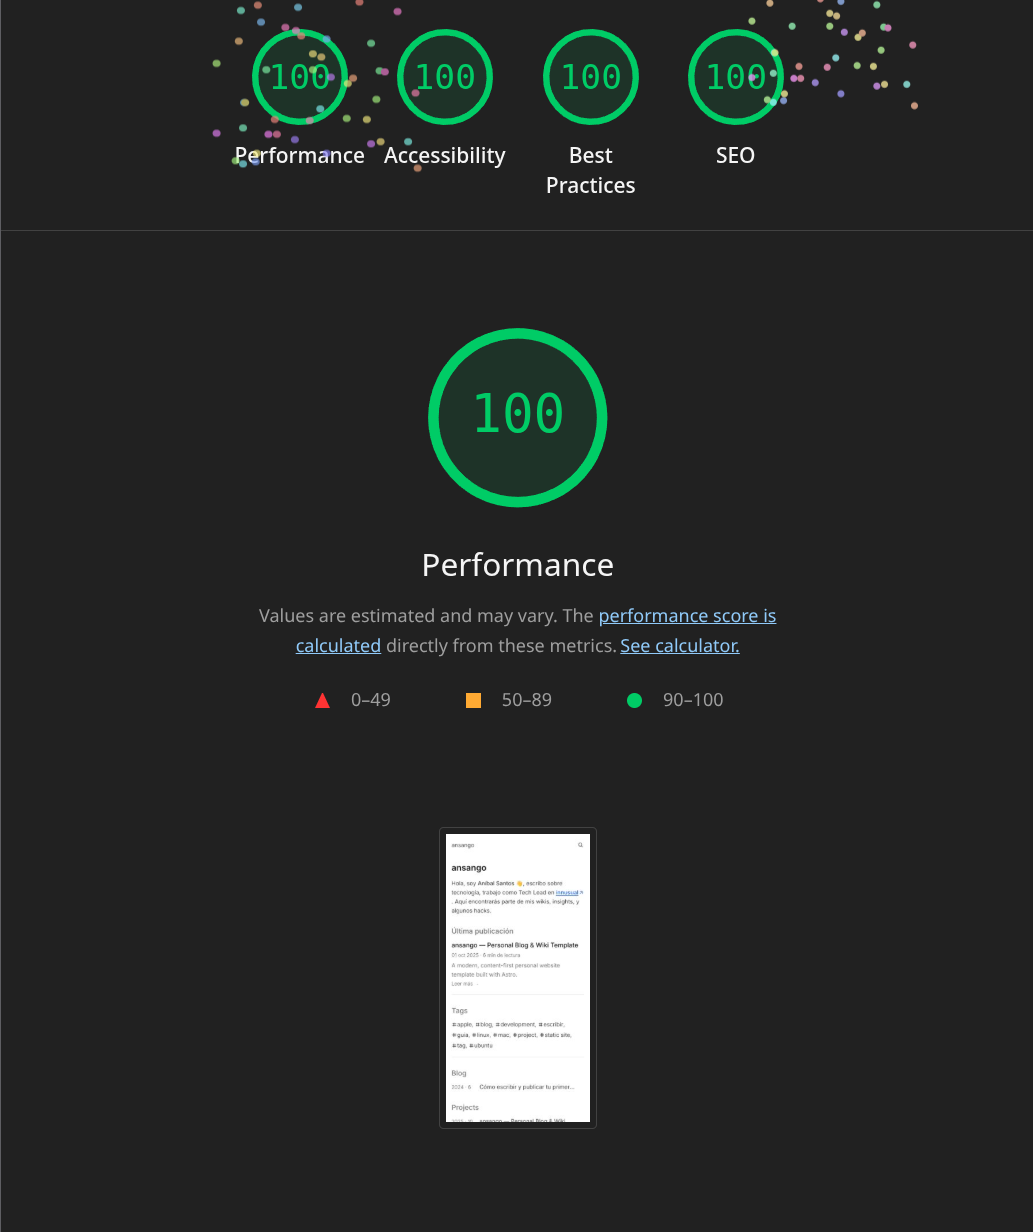 100 100 100 100
Performance Accessibility Best Practices SEO
100
Performance
Values are estimated and may vary. The performance score is
calculated directly from these metrics. See calculator.
0–49 50–89 90–100
ansango
ansango
Hola, soy Anibal Santos 👋, escribo sobre
tecnología, trabajo como Tech Lead en innusual↗
. Aquí encontrarás parte de mis wikis, insights, y
algunos hacks.
Última publicación
ansango — Personal Blog & Wiki Template
01 oct 2025 · 6 min de lectura
A modern, content-first personal website
template built with Astro.
Leer más
Tags
#apple, #blog, #development, #escribir,
#guia, #linux, #mac, #project, #static site,
#tag, #ubuntu
Blog
2024 · 6 Cómo escribir y publicar tu primer...
Projects
ansango — Personal Blog & Wiki